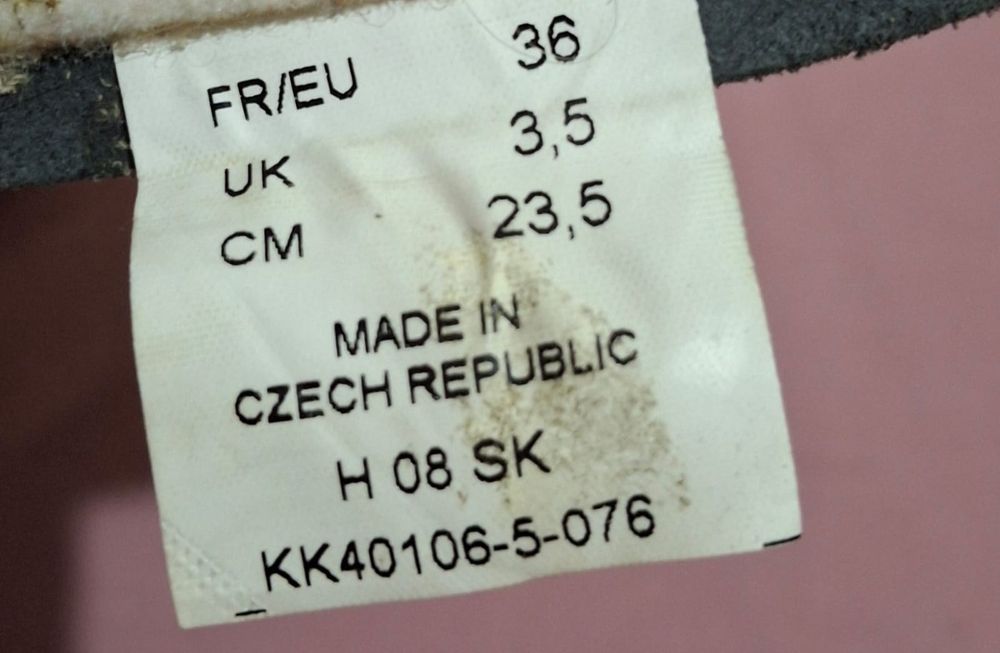 FR/EU 36
UK 3,5
CM 23,5
MADE IN
CZECH REPUBLIC
H 08 SK
KK40106-5-076